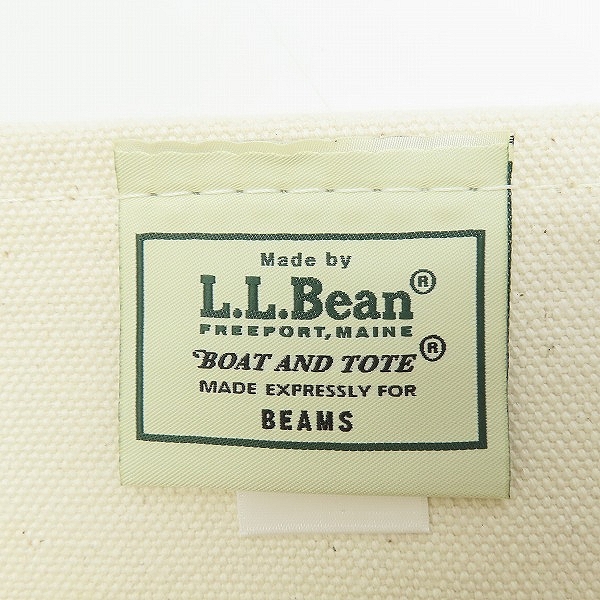 Made by
L.L.Bean®
FREEPORT, MAINE
BOAT AND TOTE®
MADE EXPRESSLY FOR
BEAMS